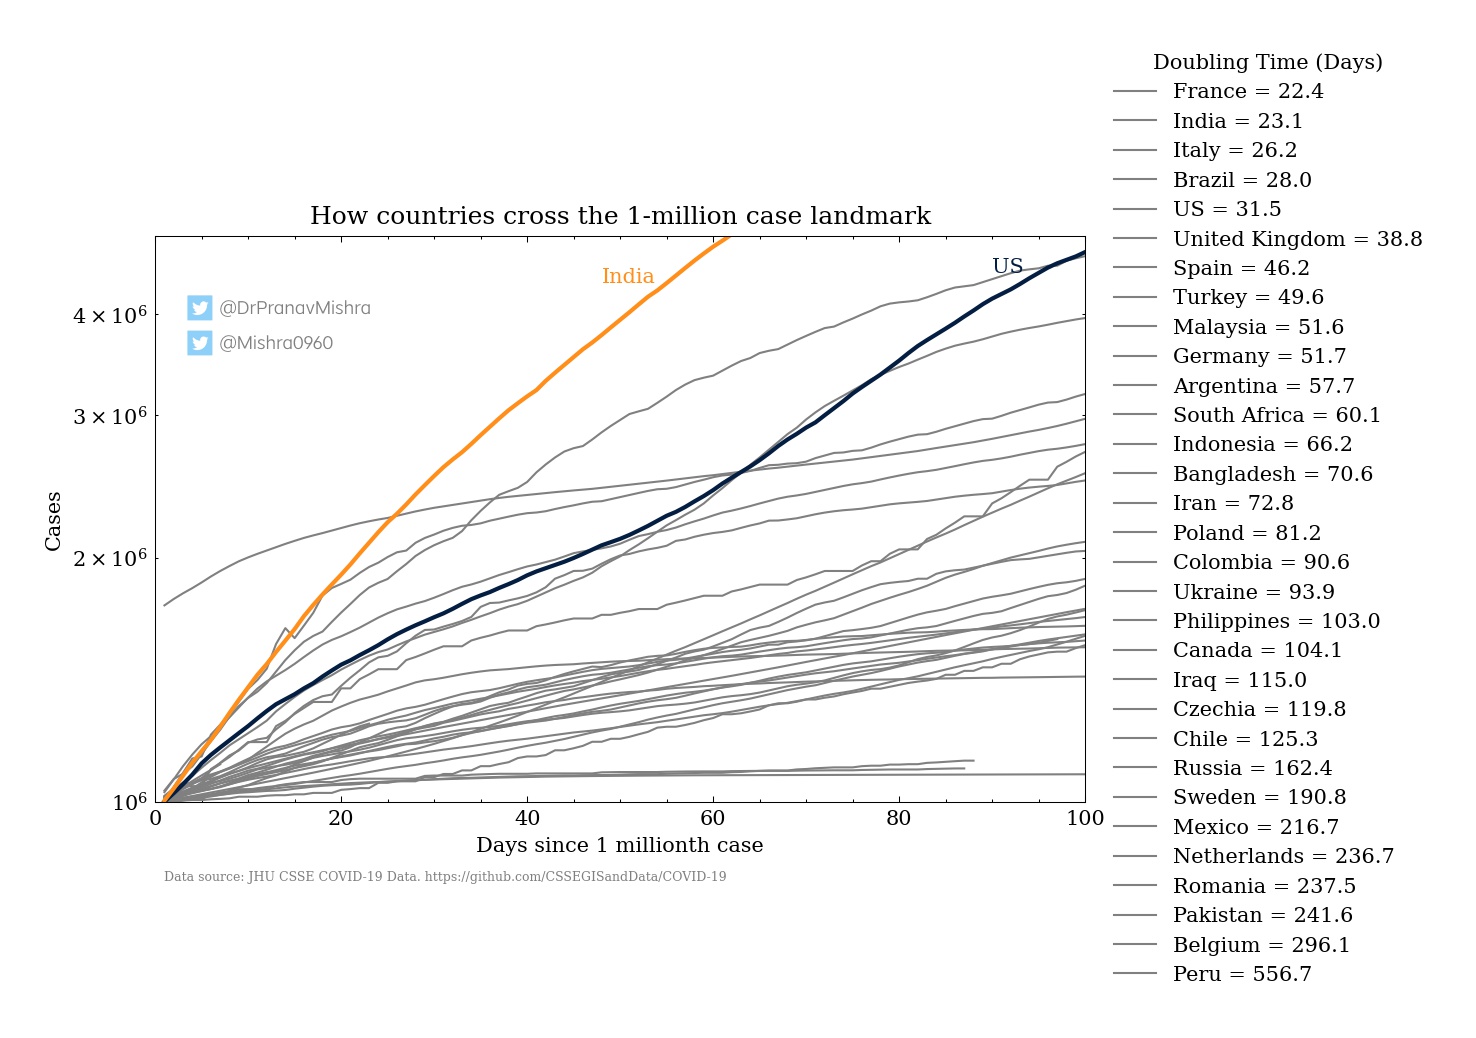 How countries cross the 1-million case landmark
India
US
@DrPranavMishra
@Mishra0960
4 × 10⁶
3 × 10⁶
2 × 10⁶
10⁶
Cases
0 20 40 60 80 100
Days since 1 millionth case
Data source: JHU CSSE COVID-19 Data. https://github.com/CSSEGISandData/COVID-19
Doubling Time (Days)
France = 22.4
India = 23.1
Italy = 26.2
Brazil = 28.0
US = 31.5
United Kingdom = 38.8
Spain = 46.2
Turkey = 49.6
Malaysia = 51.6
Germany = 51.7
Argentina = 57.7
South Africa = 60.1
Indonesia = 66.2
Bangladesh = 70.6
Iran = 72.8
Poland = 81.2
Colombia = 90.6
Ukraine = 93.9
Philippines = 103.0
Canada = 104.1
Iraq = 115.0
Czechia = 119.8
Chile = 125.3
Russia = 162.4
Sweden = 190.8
Mexico = 216.7
Netherlands = 236.7
Romania = 237.5
Pakistan = 241.6
Belgium = 296.1
Peru = 556.7